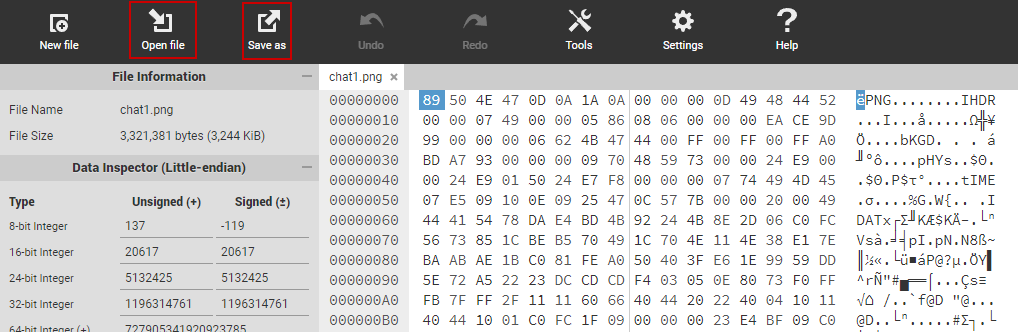 New file Open file Save as Undo Redo Tools Settings Help
File Information
File Name chat1.png
File Size 3,321,381 bytes (3,244 KiB)
Data Inspector (Little-endian)
Type Unsigned (+) Signed (±)
8-bit Integer 137 -119
16-bit Integer 20617 20617
24-bit Integer 5132425 5132425
32-bit Integer 1196314761 1196314761
64-bit Integer (+) 727905341920923785
chat1.png ×
00000000 89 50 4E 47 0D 0A 1A 0A 00 00 00 0D 49 48 44 52 ëPNG........IHDR
00000010 00 00 07 49 00 00 05 86 08 06 00 00 00 EA CE 9D ...I...å.....Ω╬¥
00000020 99 00 00 00 06 62 4B 47 44 00 FF 00 FF 00 FF A0 Ö....bKGD. . . á
00000030 BD A7 93 00 00 00 09 70 48 59 73 00 00 24 E9 00 ╜ºô....pHYs..$Θ.
00000040 00 24 E9 01 50 24 E7 F8 00 00 00 07 74 49 4D 45 .$Θ.P$τ°....tIME
00000050 07 E5 09 10 0E 09 25 47 0C 57 7B 00 00 20 00 49 .σ....%G.W{.. .I
00000060 44 41 54 78 DA E4 BD 4B 92 24 4B 8E 2D 06 C0 FC DATx┌Σ╜KÆ$KÄ-.└ⁿ
00000070 56 73 85 1C BE B5 70 49 1C 70 4E 11 4E 38 E1 7E Vsà.╛╡pI.pN.N8ß~
00000080 BA AB AE 1B C0 81 FE A0 50 40 3F E6 1E 99 59 DD ║½«.└ü■áP@?µ.ÖY▌
00000090 5E 72 A5 22 23 DC CD CD F4 03 05 0E 80 73 F0 FF
000000A0 FB 7F FF 2F 11 11 60 66 40 44 20 22 40 04 10 11
000000B0 40 44 10 01 C0 FC 1F 09 00 00 00 23 E4 BF 09 C0 @D..└ⁿ.....#Σ┐.└